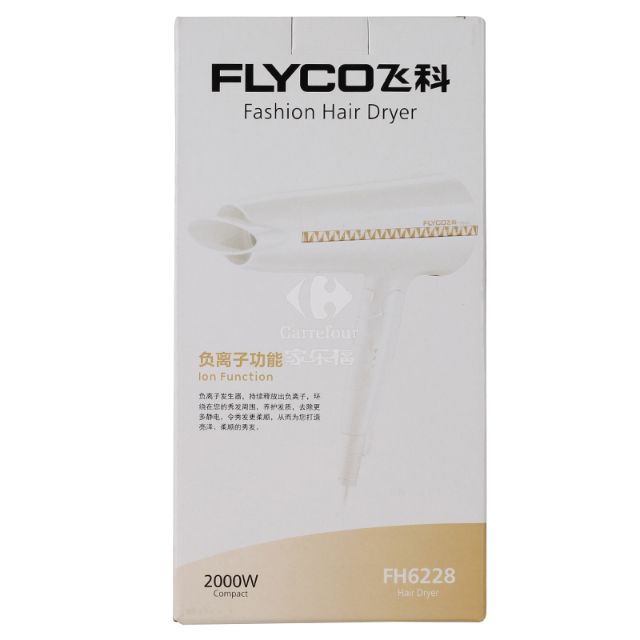 FLYCO飞科
Fashion Hair Dryer
FLYCO飞科
Carrefour
家乐福
负离子功能
Ion Function
负离子发生器，持续释放出负离子，环
绕在您的秀发周围，养护发质，去除更
多静电，令秀发更柔顺，从而为您打造
亮泽、柔顺的秀发。
2000W
Compact
FH6228
Hair Dryer